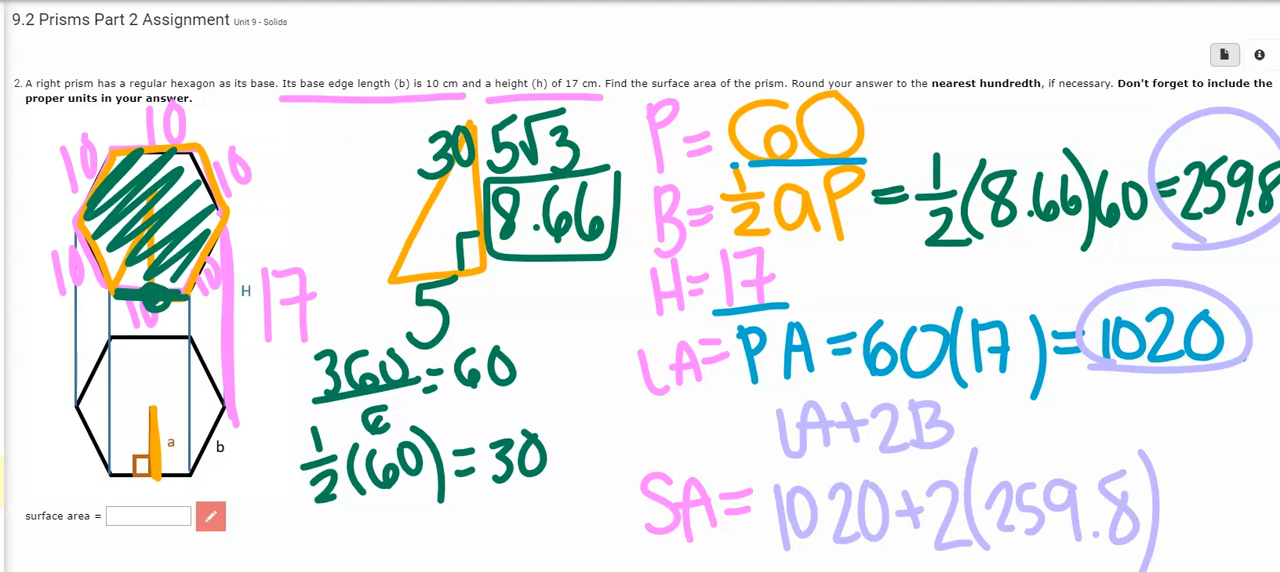 9.2 Prisms Part 2 Assignment Unit 9 - Solids
2. A right prism has a regular hexagon as its base. Its base edge length (b) is 10 cm and a height (h) of 17 cm. Find the surface area of the prism. Round your answer to the nearest hundredth, if necessary. Don't forget to include the
proper units in your answer.
10
10
10
10
10
10
H
17
a
b
30
5√3
8.66
5
360/6 = 60
1/2(60) = 30
P = 60
B = 1/2 aP = 1/2(8.66)60 = 259.8
H = 17
LA = PA = 60(17) = 1020
LA + 2B
SA = 1020 + 2(259.8)
surface area =